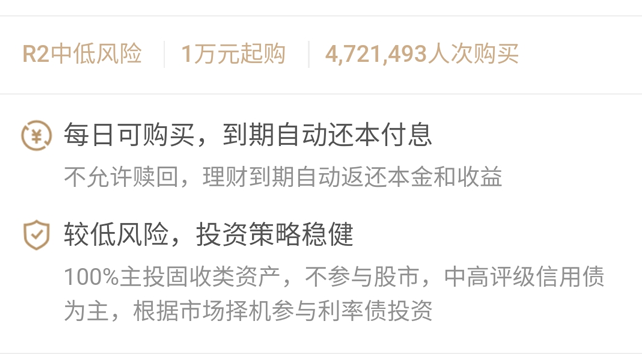 R2中低风险 1万元起购 4,721,493人次购买
每日可购买，到期自动还本付息
不允许赎回，理财到期自动返还本金和收益
较低风险，投资策略稳健
100%主投固收类资产，不参与股市，中高评级信用债
为主，根据市场择机参与利率债投资